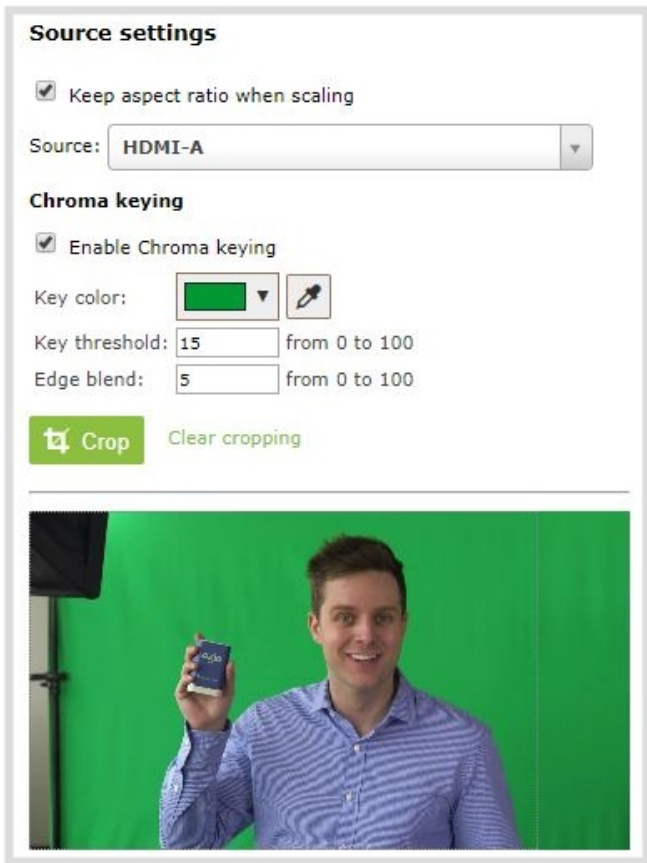 Source settings
Keep aspect ratio when scaling
Source: HDMI-A
Chroma keying
Enable Chroma keying
Key color:
Key threshold: 15 from 0 to 100
Edge blend: 5 from 0 to 100
Crop Clear cropping